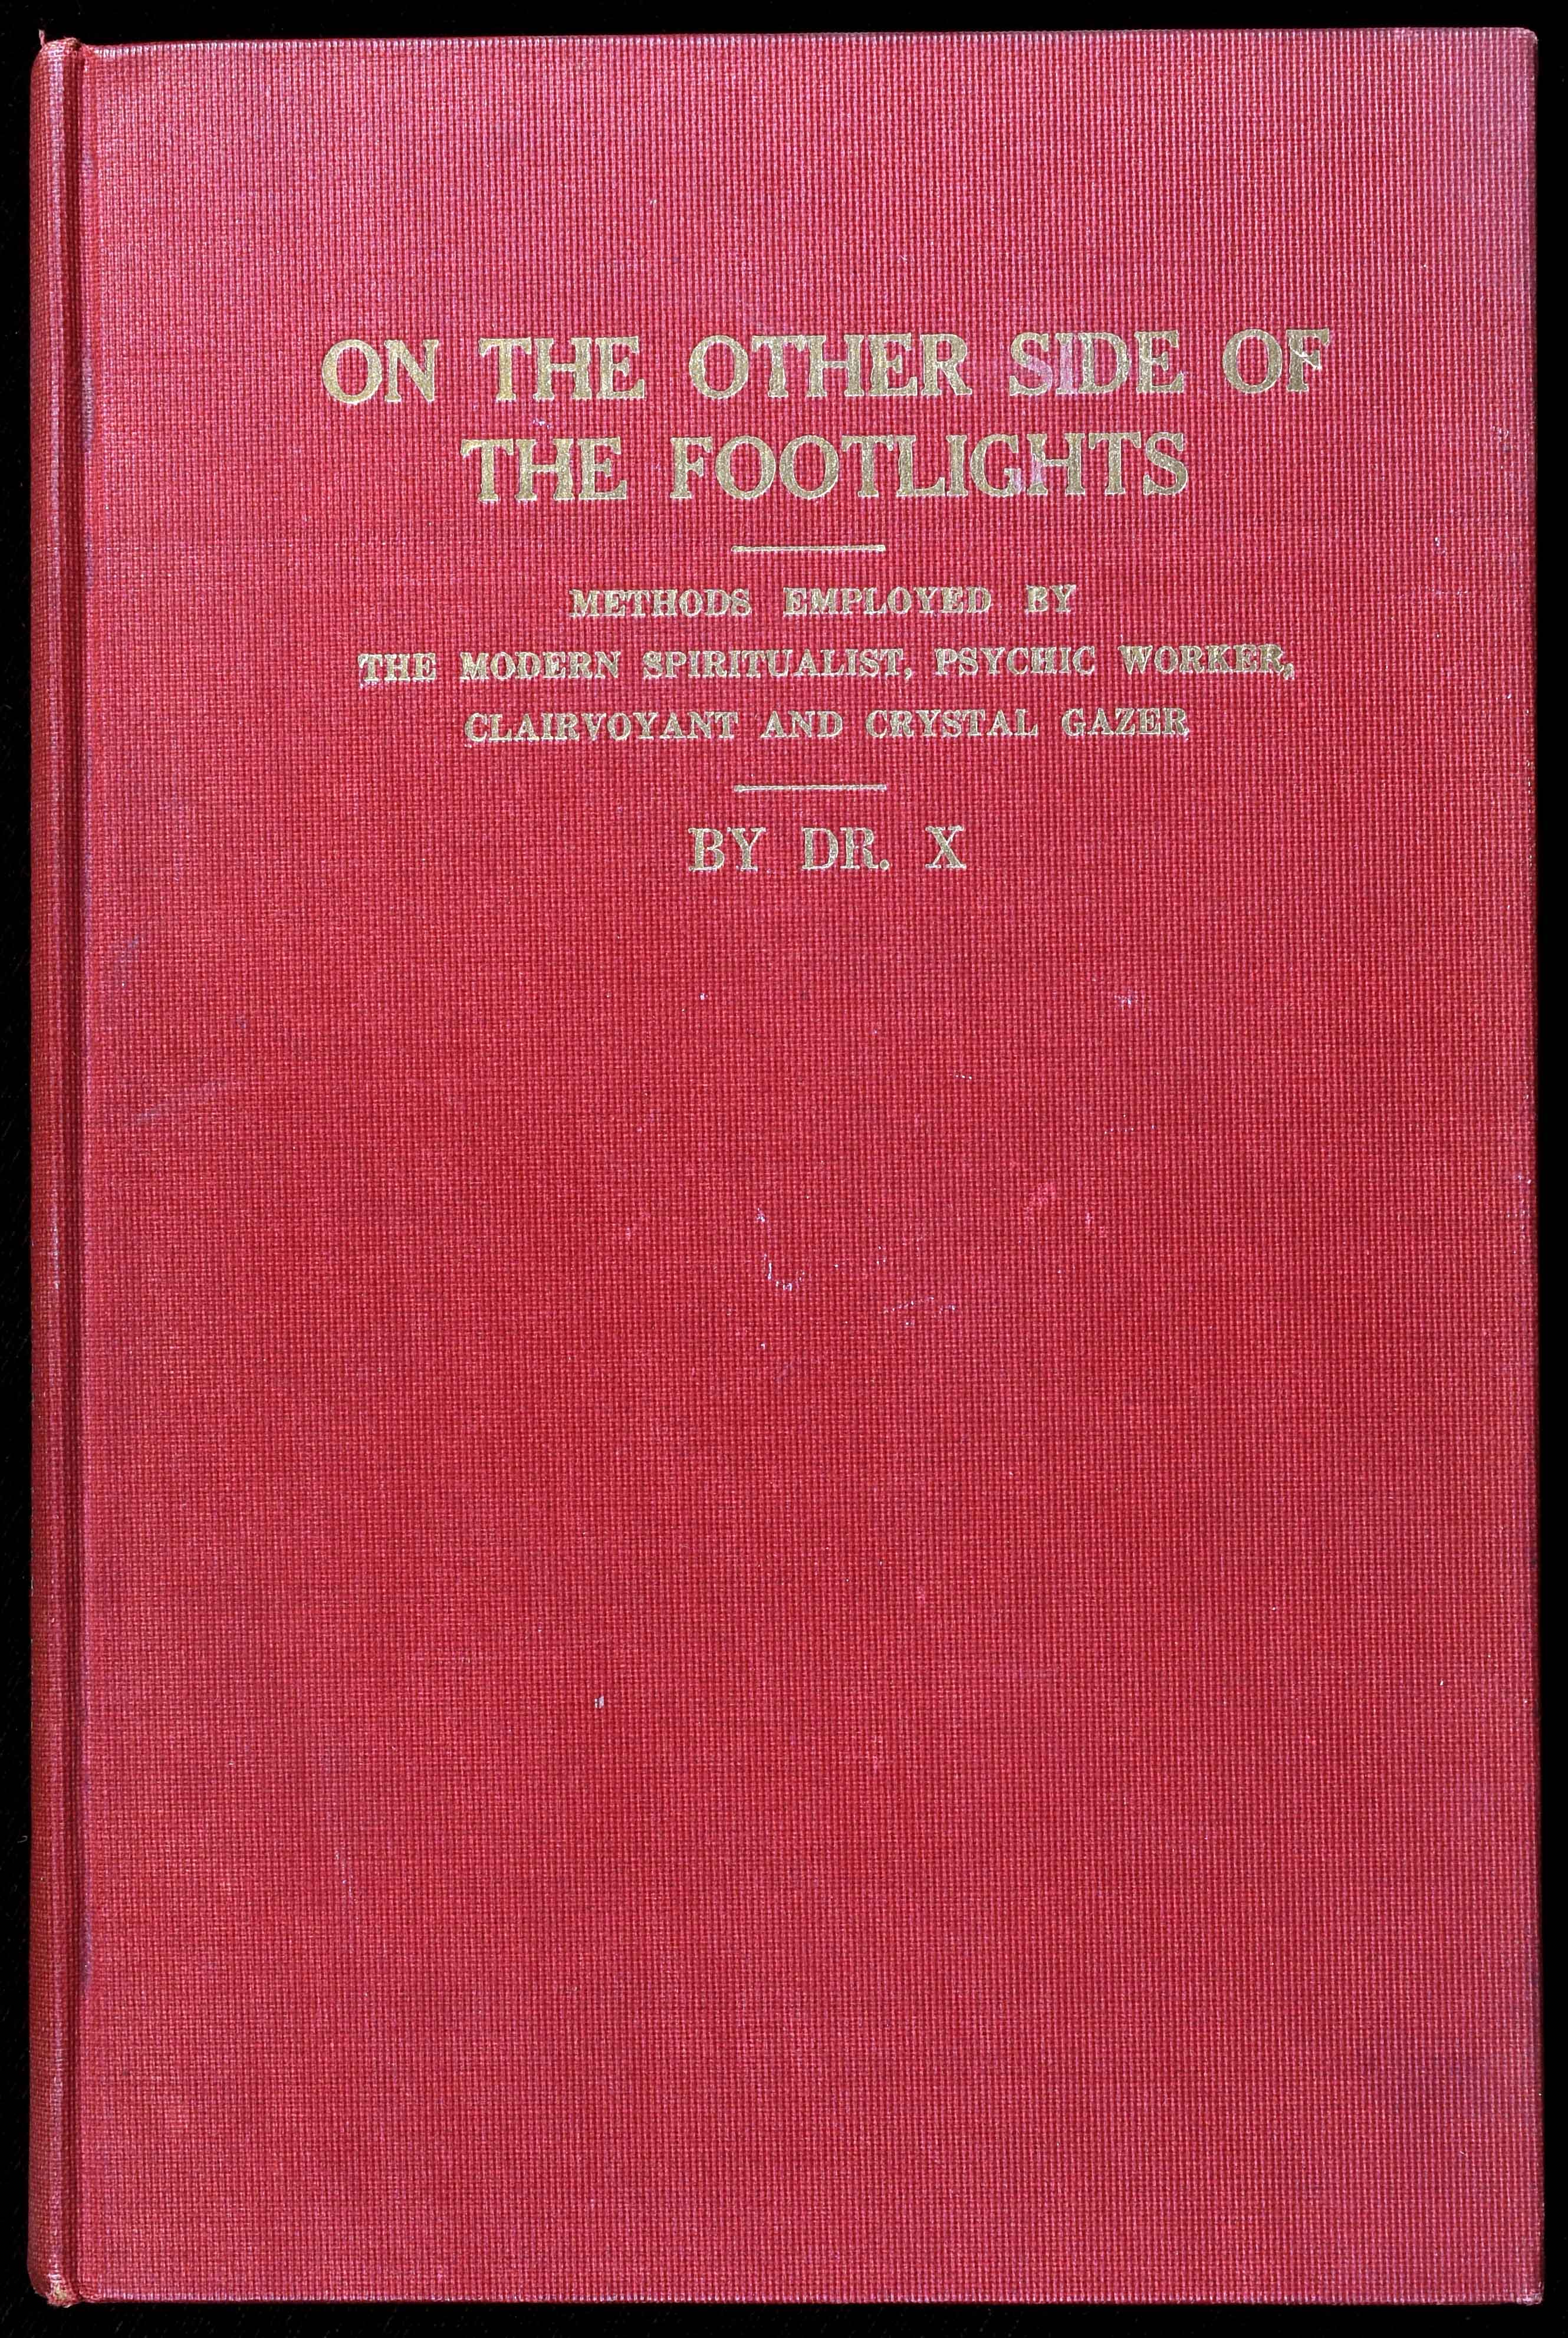 ON THE OTHER SIDE OF
THE FOOTLIGHTS
METHODS EMPLOYED BY
THE MODERN SPIRITUALIST, PSYCHIC WORKER,
CLAIRVOYANT AND CRYSTAL GAZER
BY DR. X